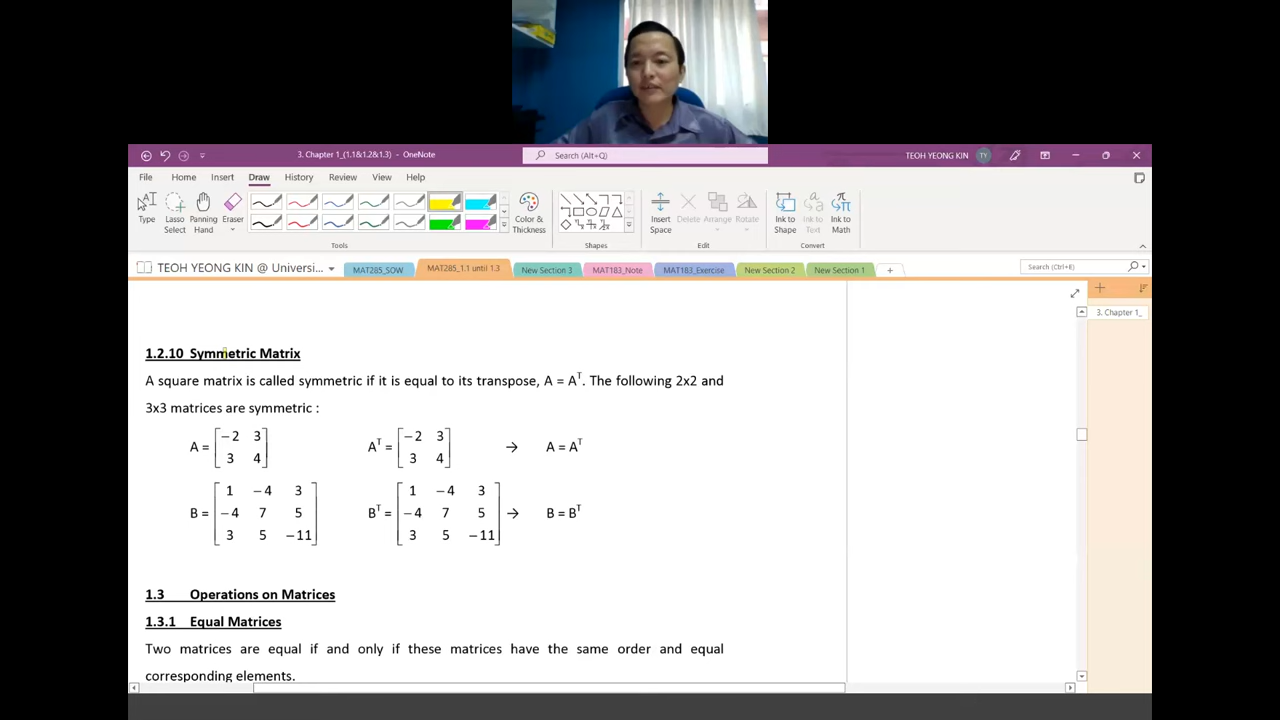 3. Chapter 1_(1.1&1.2&1.3) - OneNote
Search (Alt+Q)
TEOH YEONG KIN TY
File Home Insert Draw History Review View Help
Type Lasso Select Panning Hand Eraser Color & Thickness Insert Space Delete Arrange Rotate Ink to Shape Ink to Text Ink to Math
Tools Shapes Edit Convert
TEOH YEONG KIN @ Universi... MAT285_SOW MAT285_1.1 until 1.3 New Section 3 MAT183_Note MAT183_Exercise New Section 2 New Section 1 + Search (Ctrl+E)
3. Chapter 1_
1.2.10 Symmetric Matrix
A square matrix is called symmetric if it is equal to its transpose, A = Aᵀ. The following 2x2 and
3x3 matrices are symmetric :
A = [−2 3; 3 4] Aᵀ = [−2 3; 3 4] → A = Aᵀ
B = [1 −4 3; −4 7 5; 3 5 −11] Bᵀ = [1 −4 3; −4 7 5; 3 5 −11] → B = Bᵀ
1.3 Operations on Matrices
1.3.1 Equal Matrices
Two matrices are equal if and only if these matrices have the same order and equal
corresponding elements.